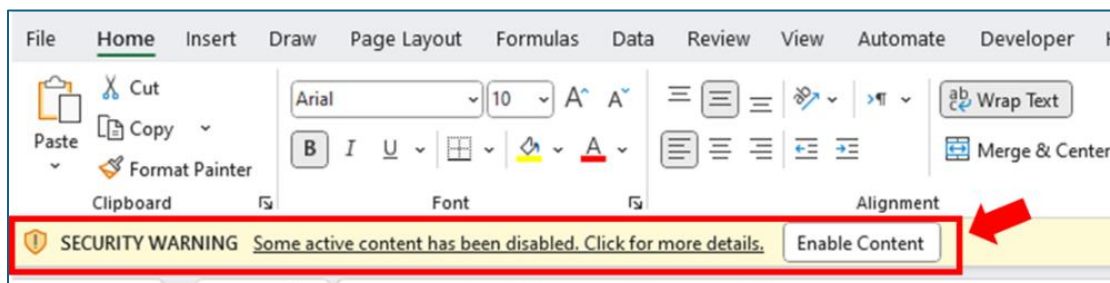 File Home Insert Draw Page Layout Formulas Data Review View Automate Developer
Cut
Arial 10 A A
ab Wrap Text
Paste
Copy
B I U A
Merge & Center
Format Painter
Clipboard Font Alignment
SECURITY WARNING Some active content has been disabled. Click for more details. Enable Content